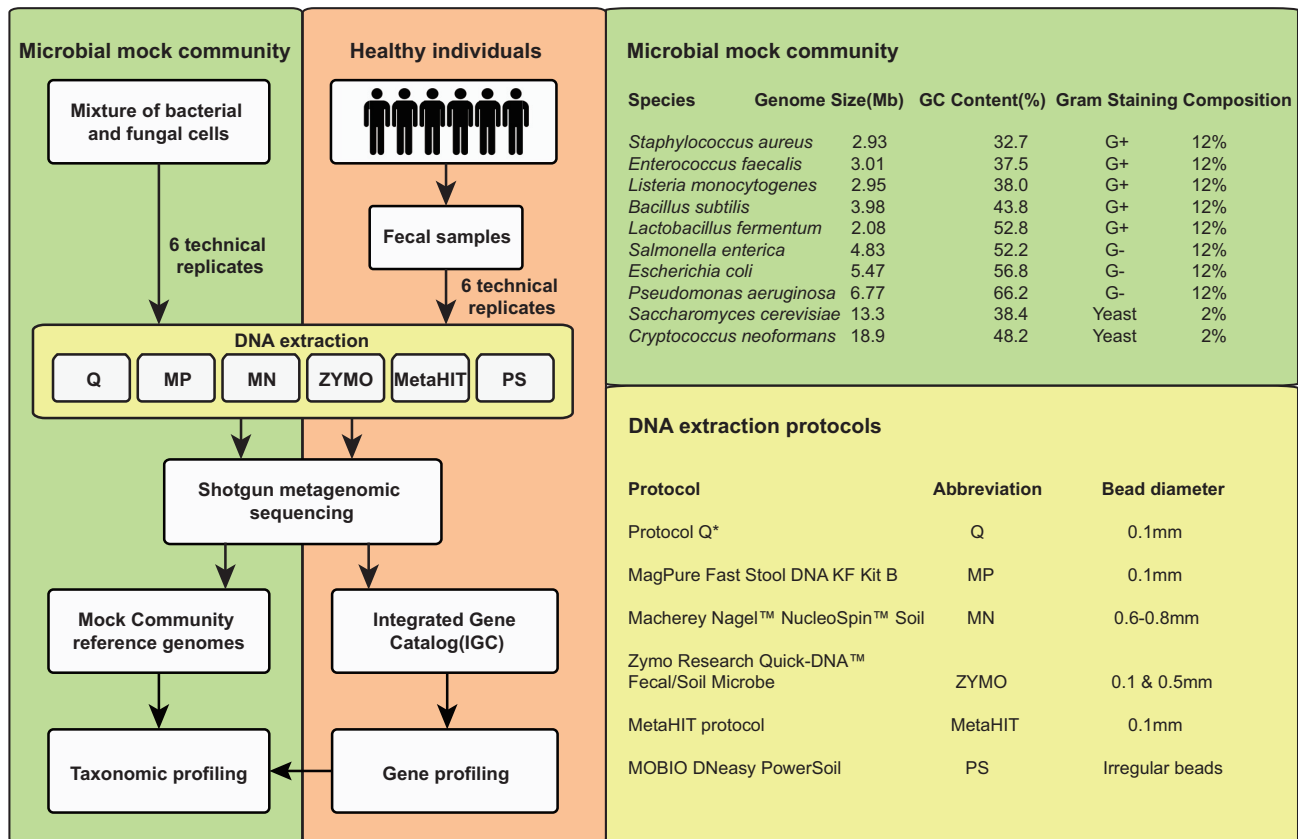 Microbial mock community
Mixture of bacterial
and fungal cells
6 technical
replicates
Healthy individuals
Fecal samples
6 technical
replicates
DNA extraction
Q MP MN ZYMO MetaHIT PS
Shotgun metagenomic
sequencing
Mock Community
reference genomes
Integrated Gene
Catalog(IGC)
Taxonomic profiling
Gene profiling
Microbial mock community
Species Genome Size(Mb) GC Content(%) Gram Staining Composition
Staphylococcus aureus 2.93 32.7 G+ 12%
Enterococcus faecalis 3.01 37.5 G+ 12%
Listeria monocytogenes 2.95 38.0 G+ 12%
Bacillus subtilis 3.98 43.8 G+ 12%
Lactobacillus fermentum 2.08 52.8 G+ 12%
Salmonella enterica 4.83 52.2 G- 12%
Escherichia coli 5.47 56.8 G- 12%
Pseudomonas aeruginosa 6.77 66.2 G- 12%
Saccharomyces cerevisiae 13.3 38.4 Yeast 2%
Cryptococcus neoformans 18.9 48.2 Yeast 2%
DNA extraction protocols
Protocol Abbreviation Bead diameter
Protocol Q* Q 0.1mm
MagPure Fast Stool DNA KF Kit B MP 0.1mm
Macherey Nagel™ NucleoSpin™ Soil MN 0.6-0.8mm
Zymo Research Quick-DNA™
Fecal/Soil Microbe ZYMO 0.1 & 0.5mm
MetaHIT protocol MetaHIT 0.1mm
MOBIO DNeasy PowerSoil PS Irregular beads